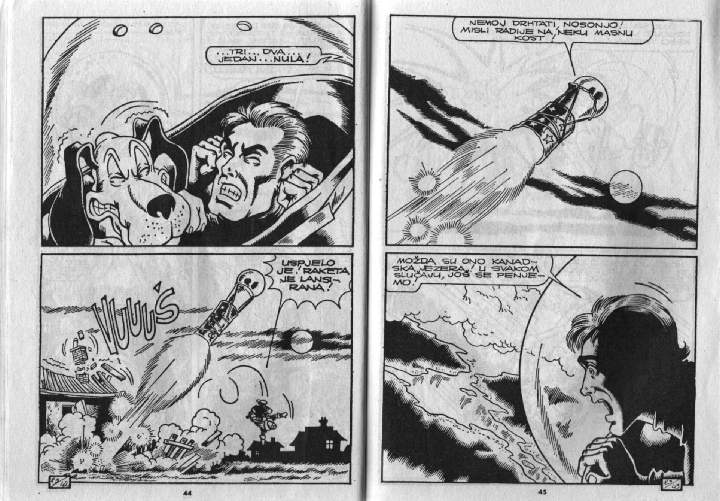 ...TRI... DVA...
JEDAN...NULA!
VUUUŠ
USPJELO
JE! RAKETA
JE LANSI-
RANA!
44
NEMOJ DRHTATI, NOSONJO!
MISLI RADIJE NA NEKU MASNU
KOST!
MOŽDA SU ONO KANAD-
SKA JEZERA! U SVAKOM
SLUČAJU, JOŠ SE PENJE-
MO!
45